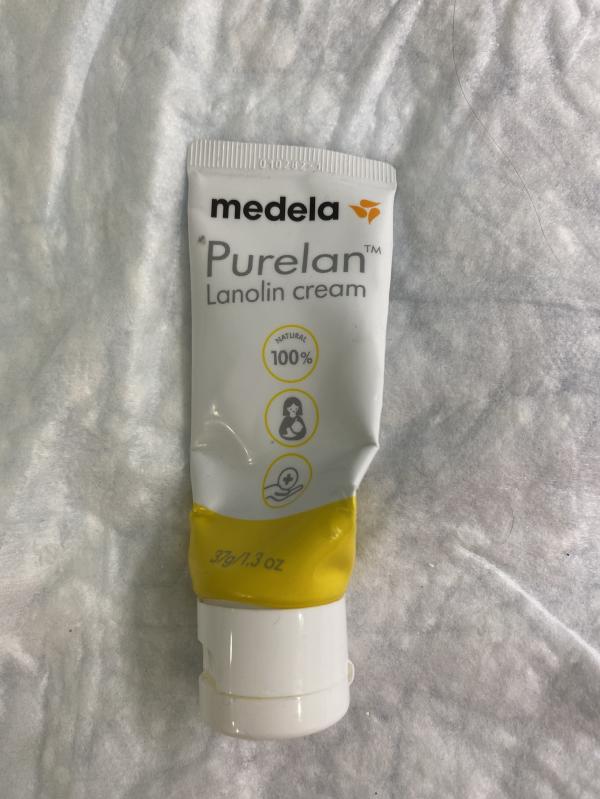 medela
Purelan™
Lanolin cream
NATURAL
100%
37g/1.3 oz